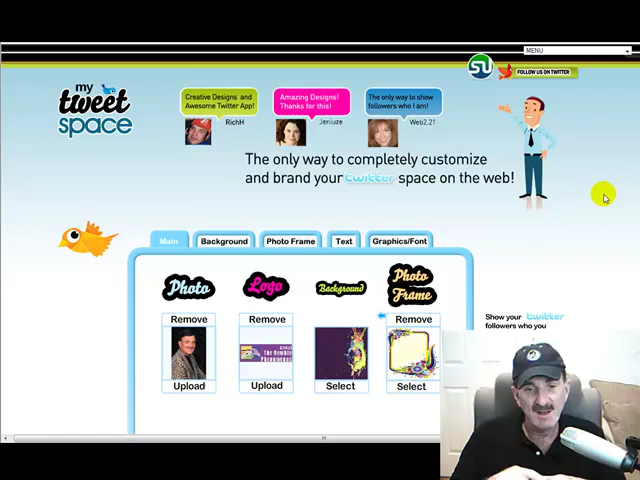 MENU
SU
FOLLOW US ON TWITTER
my
tweet
space
Creative Designs and
Awesome Twitter App!
RichH
Amazing Designs!
Thanks for this!
Jeniuze
The only way to show
followers who I am!
Web2.21
The only way to completely customize
and brand your twitter space on the web!
Main
Background
Photo Frame
Text
Graphics/Font
Photo
Logo
Background
Photo
Frame
Remove
Remove
Remove
Upload
Upload
Select
Select
Show your twitter
followers who you